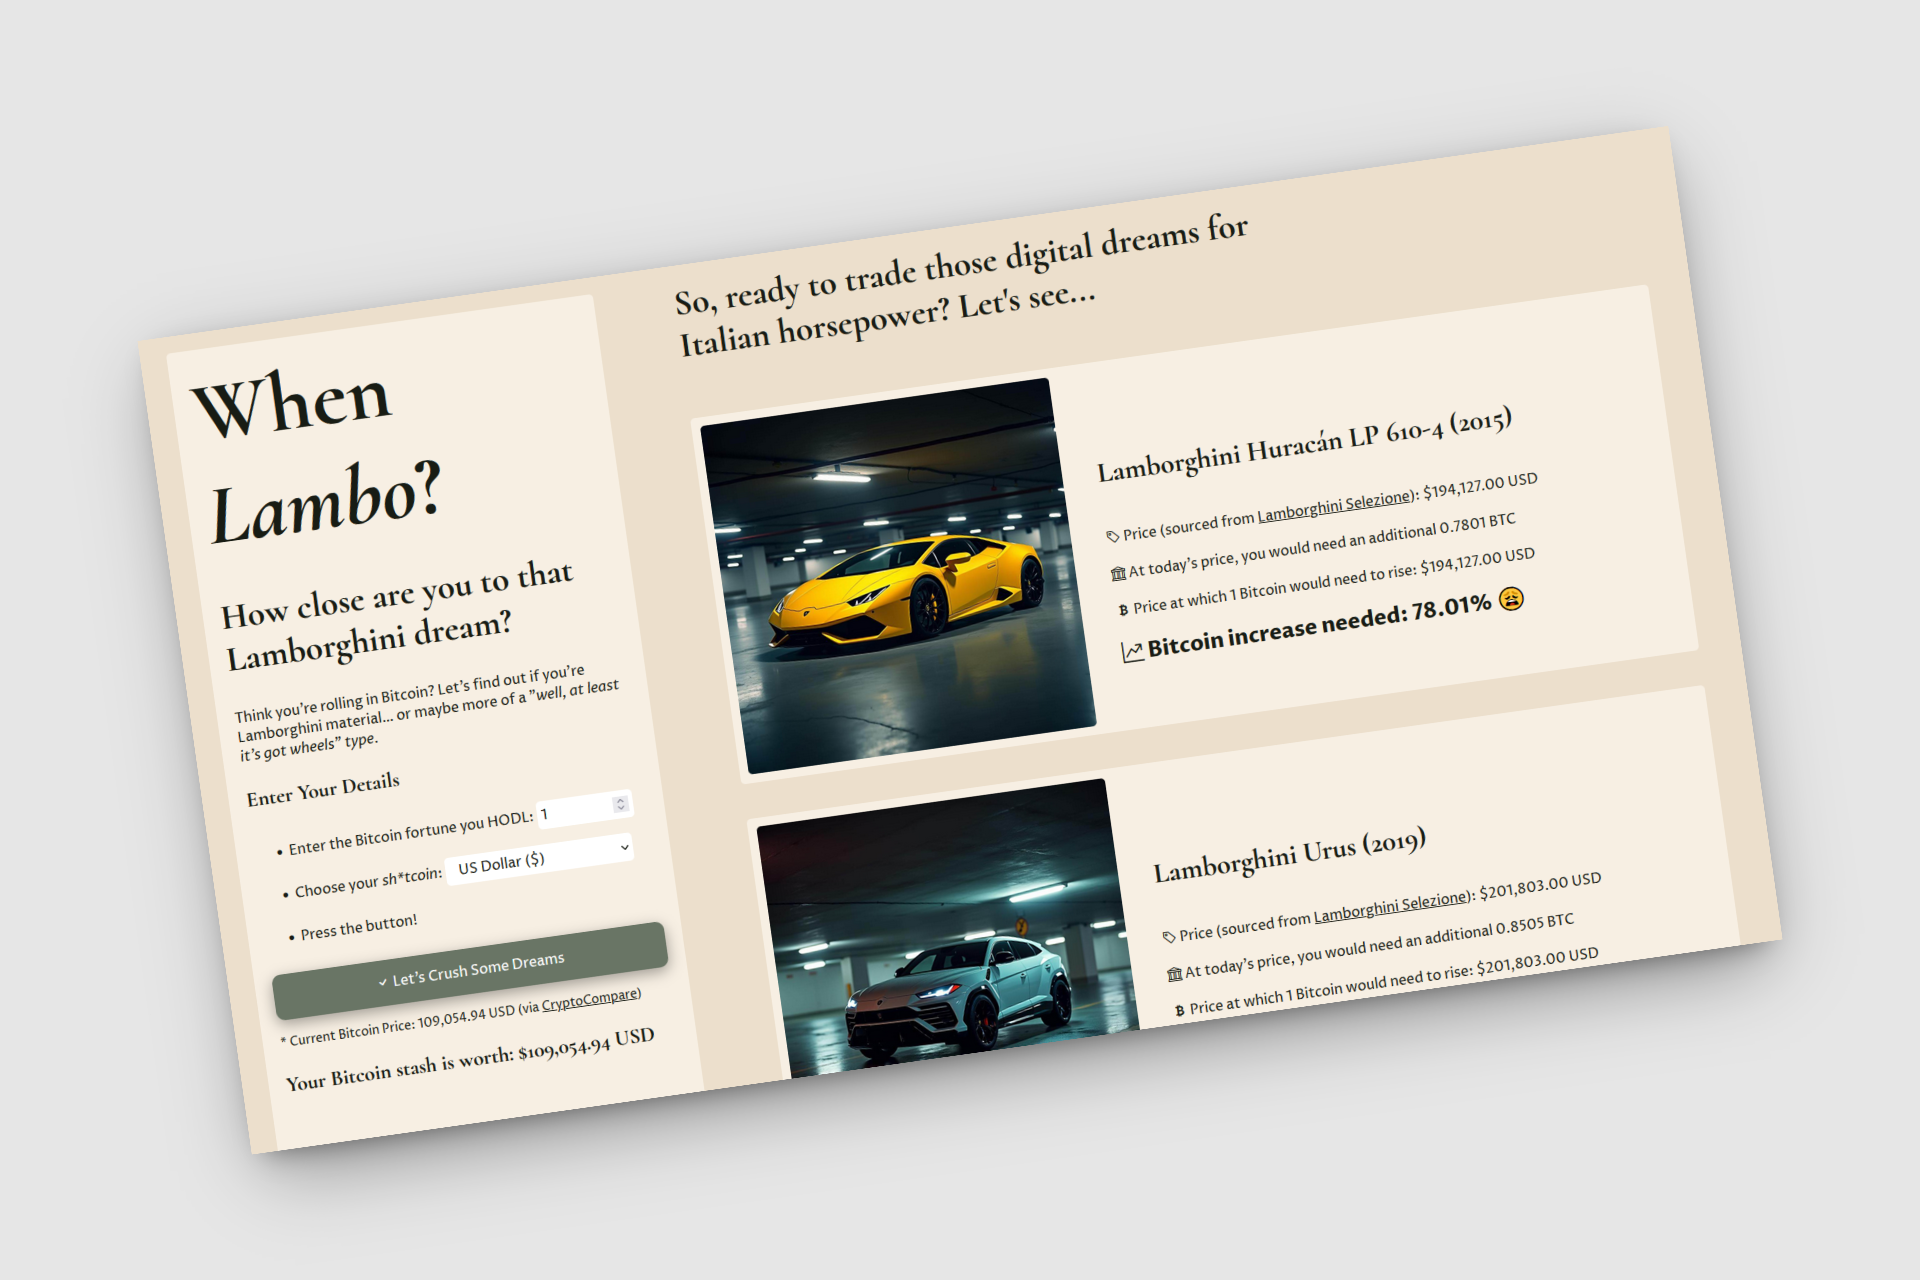 When
Lambo?
How close are you to that
Lamborghini dream?
Think you're rolling in Bitcoin? Let's find out if you're
Lamborghini material... or maybe more of a "well, at least
it's got wheels" type.
Enter Your Details
• Enter the Bitcoin fortune you HODL: 1
• Choose your sh*tcoin: US Dollar ($)
• Press the button!
✓ Let's Crush Some Dreams
* Current Bitcoin Price: 109,054.94 USD (via CryptoCompare)
Your Bitcoin stash is worth: $109,054.94 USD
So, ready to trade those digital dreams for
Italian horsepower? Let's see...
Lamborghini Huracán LP 610-4 (2015)
Price (sourced from Lamborghini Selezione): $194,127.00 USD
At today's price, you would need an additional 0.7801 BTC
Price at which 1 Bitcoin would need to rise: $194,127.00 USD
Bitcoin increase needed: 78.01% 😩
Lamborghini Urus (2019)
Price (sourced from Lamborghini Selezione): $201,803.00 USD
At today's price, you would need an additional 0.8505 BTC
Price at which 1 Bitcoin would need to rise: $201,803.00 USD